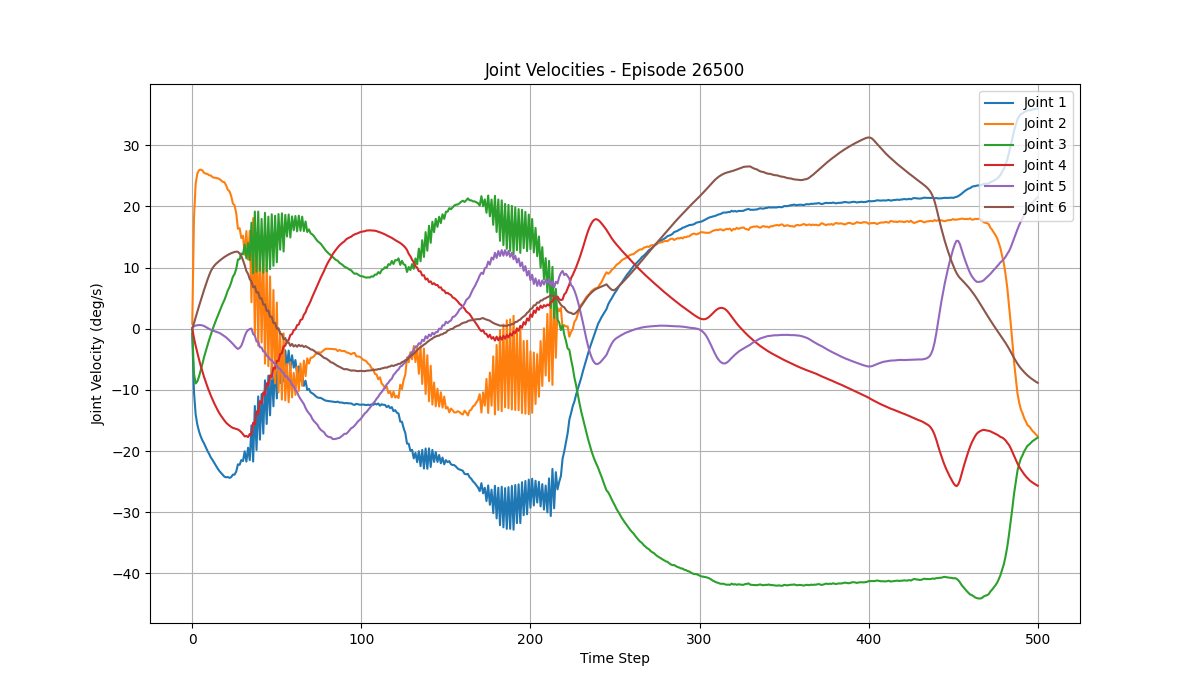 Joint Velocities - Episode 26500
Joint Velocity (deg/s)
30
20
10
0
−10
−20
−30
−40
0
100
200
300
400
500
Time Step
Joint 1
Joint 2
Joint 3
Joint 4
Joint 5
Joint 6